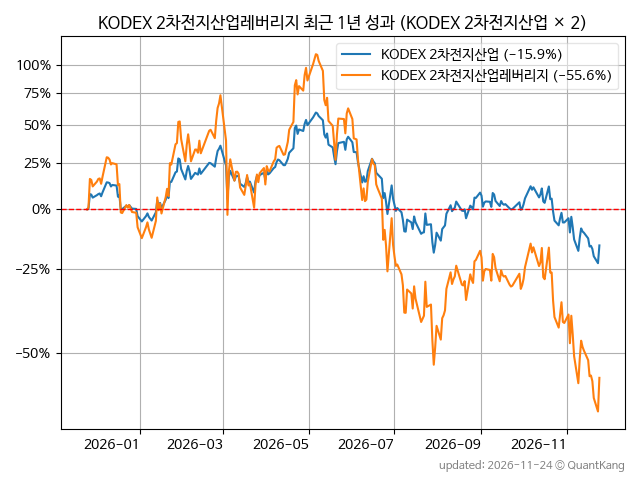 KODEX 2차전지산업레버리지 최근 1년 성과 (KODEX 2차전지산업 × 2)
KODEX 2차전지산업 (−15.9%)
KODEX 2차전지산업레버리지 (−55.6%)
100%
75%
50%
25%
0%
−25%
−50%
2026-01 2026-03 2026-05 2026-07 2026-09 2026-11
updated: 2026-11-24 © QuantKang